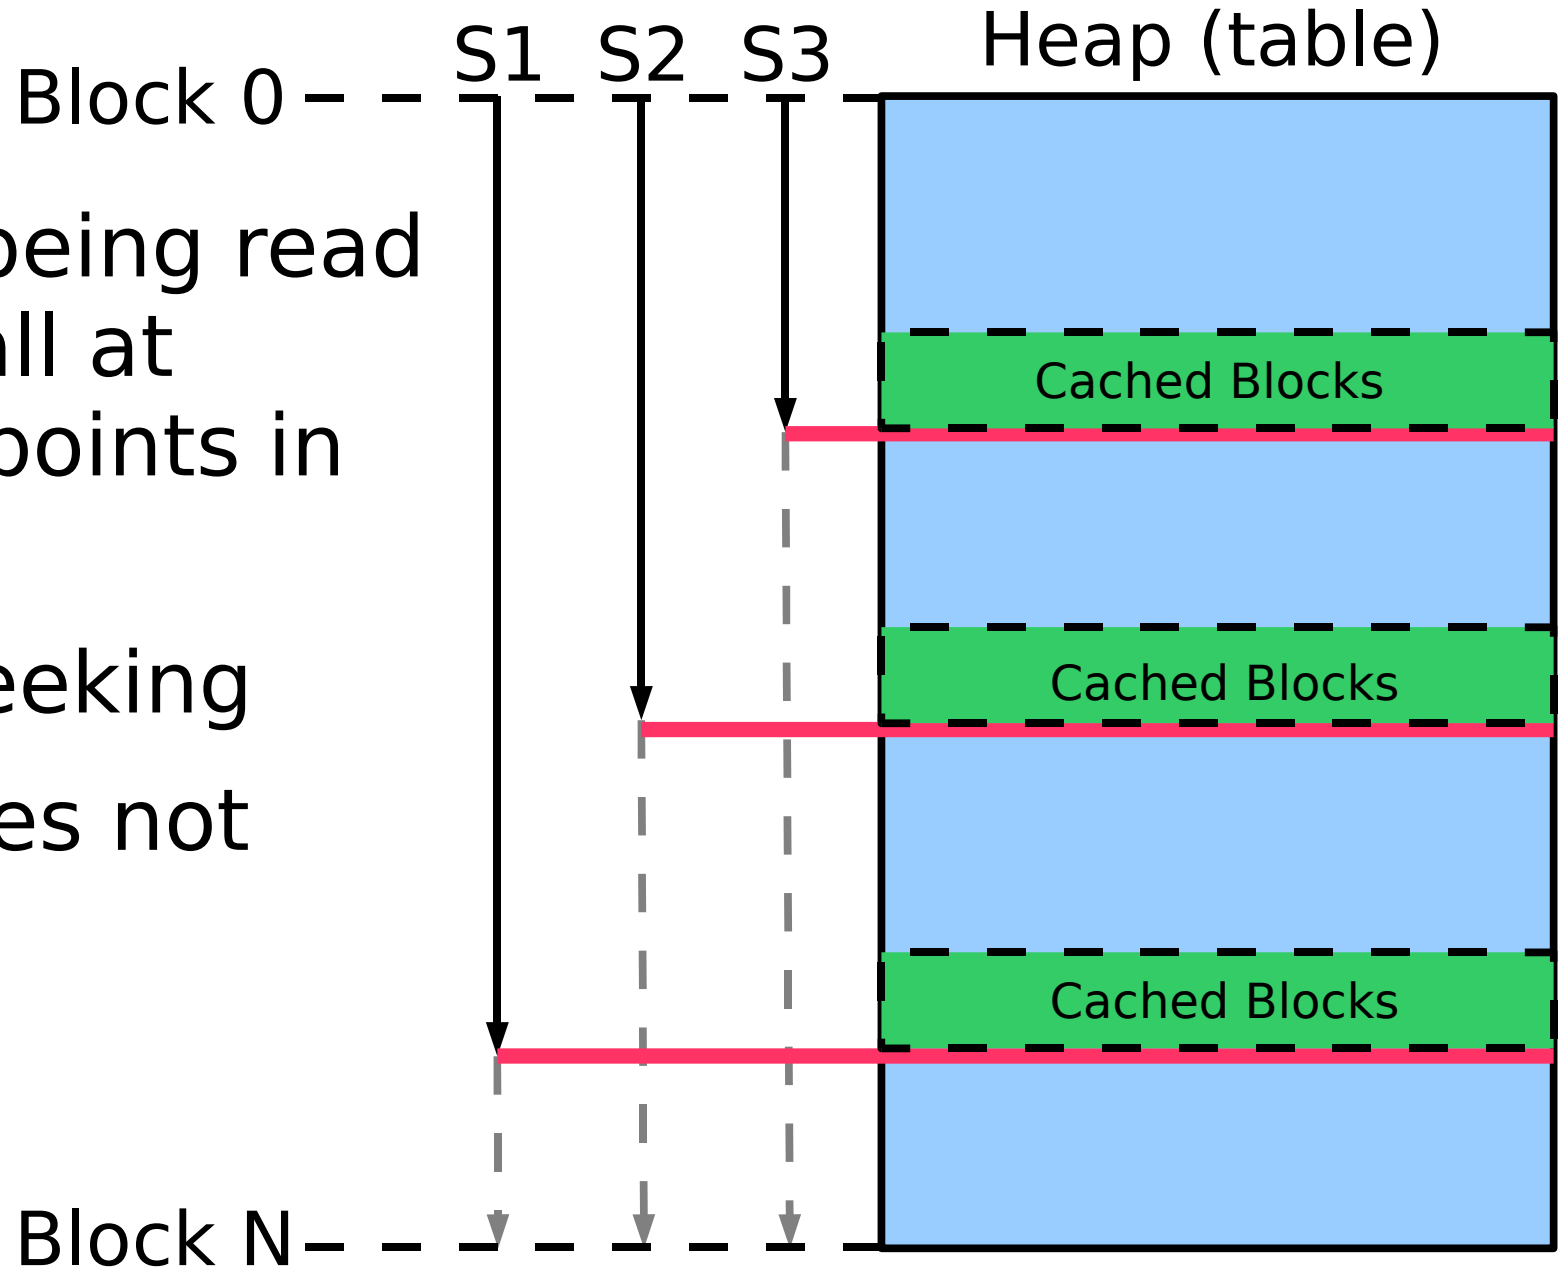 S1 S2 S3 Heap (table)
Block 0
being read
all at
points in
Cached Blocks
eeking
Cached Blocks
es not
Cached Blocks
Block N